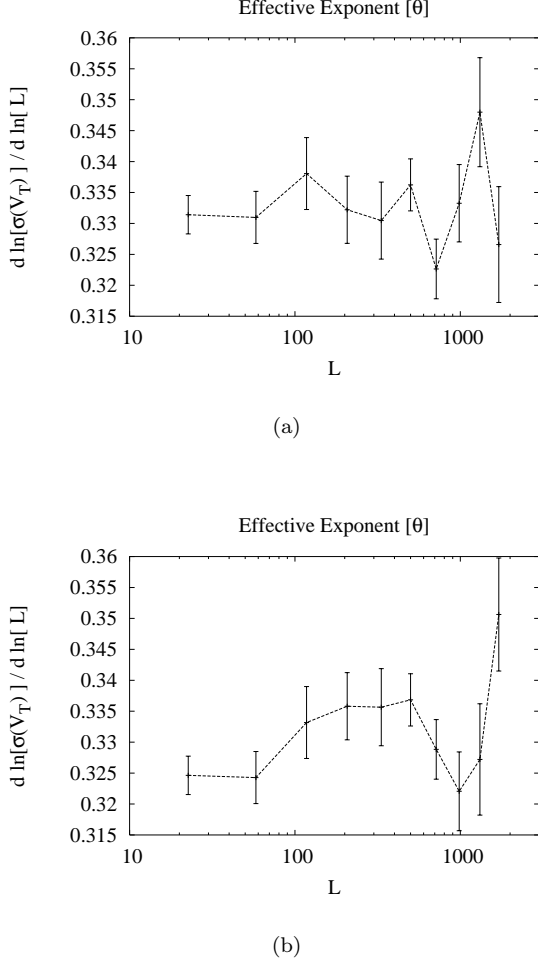 Effective Exponent [θ]
0.36
0.355
0.35
0.345
0.34
0.335
0.33
0.325
0.32
0.315
d ln[σ(V_T) ] / d ln[ L ]
10 100 1000
L
(a)
Effective Exponent [θ]
0.36
0.355
0.35
0.345
0.34
0.335
0.33
0.325
0.32
0.315
d ln[σ(V_T) ] / d ln[ L ]
10 100 1000
L
(b)